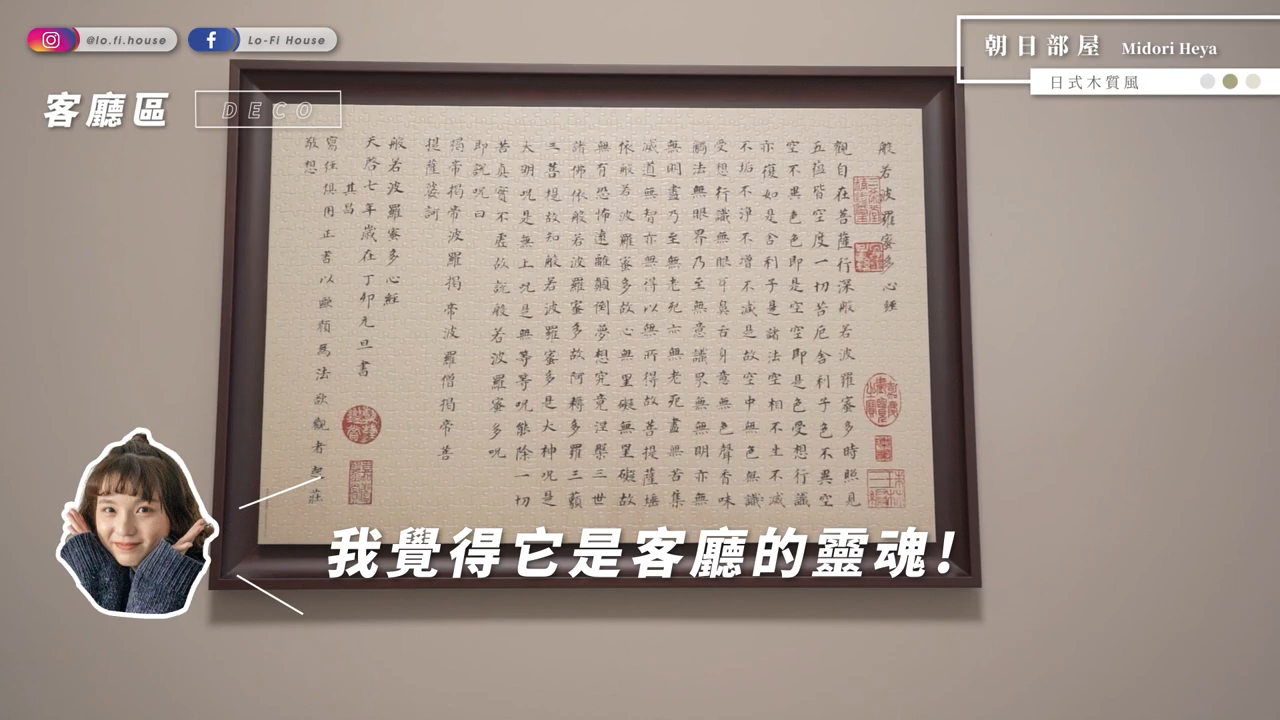 @lo.fi.house
Lo-Fi House
朝日部屋 Midori Heya
日式木質風
客廳區
DECO
般若波羅蜜多心經
觀自在菩薩行深般若波羅蜜多時照見
五蘊皆空度一切苦厄舍利子色不異空
空不異色色即是空空即是色受想行識
亦復如是舍利子是諸法空相不生不滅
不垢不淨不增不減是故空中無色無識
受想行識無眼耳鼻舌身意無色聲香味
觸法無眼界乃至無意識界無無明亦無
無明盡乃至無老死亦無老死盡無苦集
滅道無智亦無得以無所得故菩提薩埵
依般若波羅蜜多故心無罣礙無罣礙故
無有恐怖遠離顛倒夢想究竟涅槃三世
諸佛依般若波羅蜜多故阿耨多羅三藐
三菩提故知般若波羅蜜多是大神咒是
大明咒是無上咒是無等等咒能除一切
苦真實不虛故說般若波羅蜜多咒
即說咒曰
揭帝揭帝波羅揭帝波羅僧揭帝菩
提薩婆訶
般若波羅蜜多心經
天啓七年歲在丁卯元旦書
其昌
寫經俱用正書以歐顏爲法欲觀者起莊
敬想
我覺得它是客廳的靈魂!